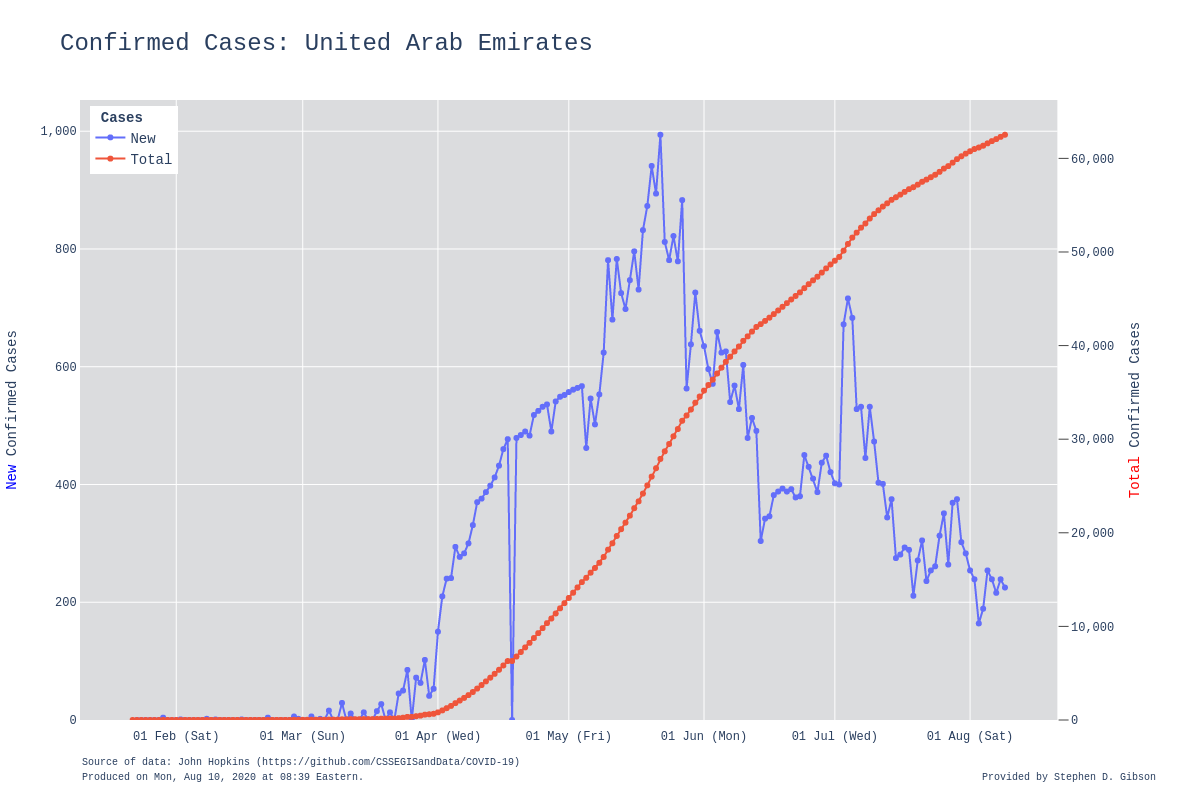 Confirmed Cases: United Arab Emirates
Cases
New
Total
1,000
800
600
400
200
0
60,000
50,000
40,000
30,000
20,000
10,000
0
New Confirmed Cases
Total Confirmed Cases
01 Feb (Sat)
01 Mar (Sun)
01 Apr (Wed)
01 May (Fri)
01 Jun (Mon)
01 Jul (Wed)
01 Aug (Sat)
Source of data: John Hopkins (https://github.com/CSSEGISandData/COVID-19)
Produced on Mon, Aug 10, 2020 at 08:39 Eastern.
Provided by Stephen D. Gibson